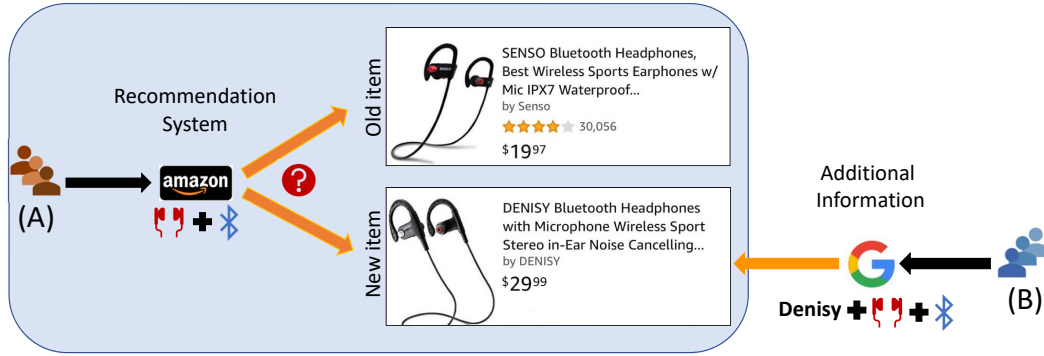 Recommendation
System
(A)
amazon
Old item
SENSO Bluetooth Headphones,
Best Wireless Sports Earphones w/
Mic IPX7 Waterproof...
by Senso
30,056
$19⁹⁷
?
New item
DENISY Bluetooth Headphones
with Microphone Wireless Sport
Stereo in-Ear Noise Cancelling...
by DENISY
$29⁹⁹
Additional
Information
G
(B)
Denisy